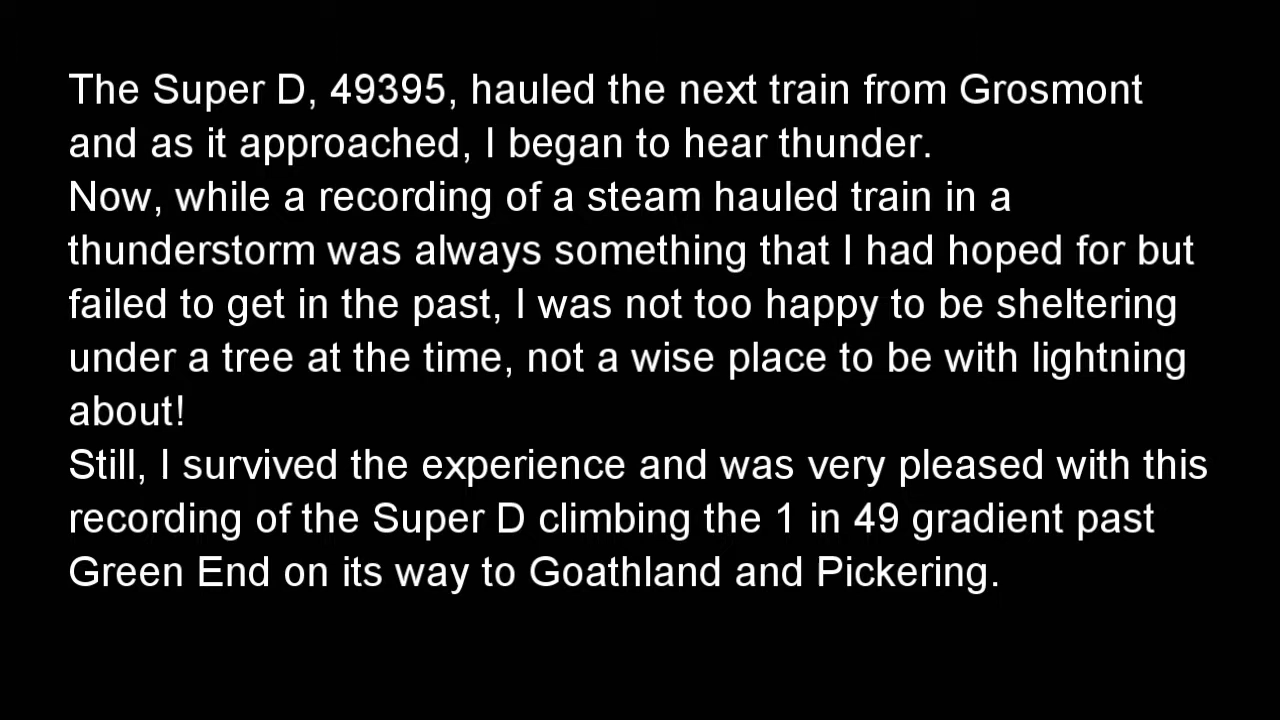 The Super D, 49395, hauled the next train from Grosmont
and as it approached, I began to hear thunder.
Now, while a recording of a steam hauled train in a
thunderstorm was always something that I had hoped for but
failed to get in the past, I was not too happy to be sheltering
under a tree at the time, not a wise place to be with lightning
about!
Still, I survived the experience and was very pleased with this
recording of the Super D climbing the 1 in 49 gradient past
Green End on its way to Goathland and Pickering.